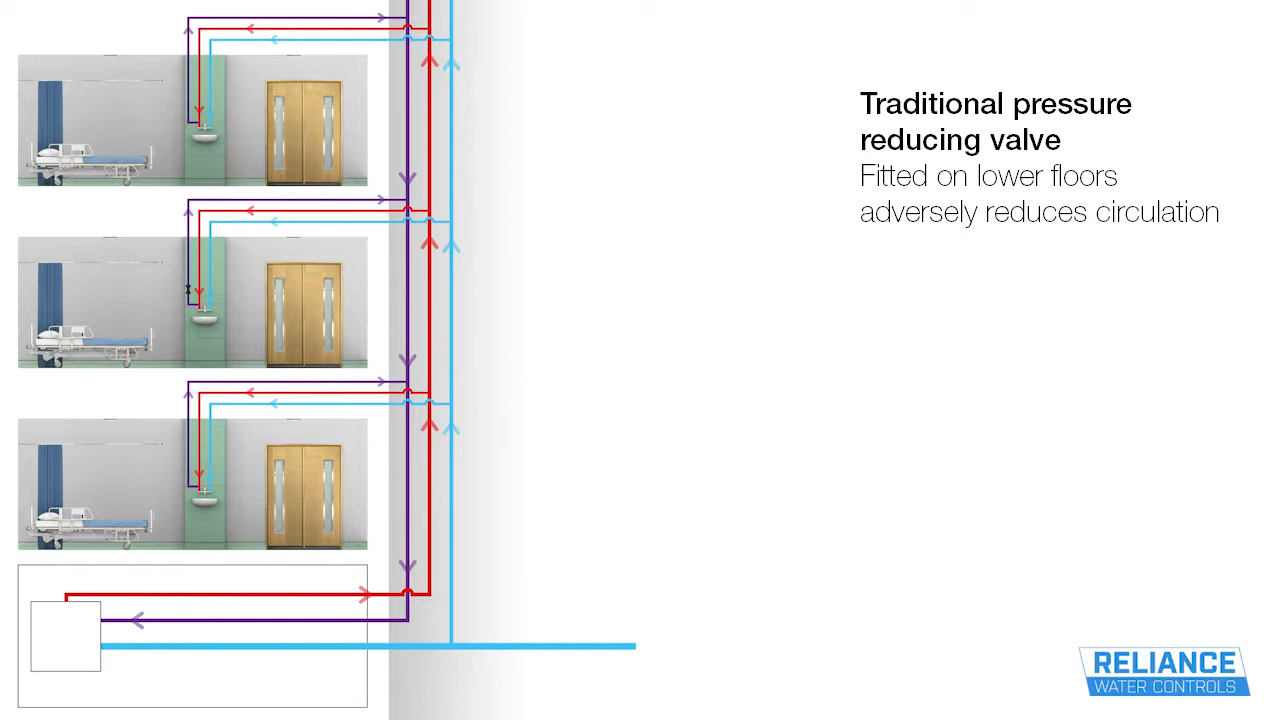 Traditional pressure
reducing valve
Fitted on lower floors
adversely reduces circulation
RELIANCE
WATER CONTROLS